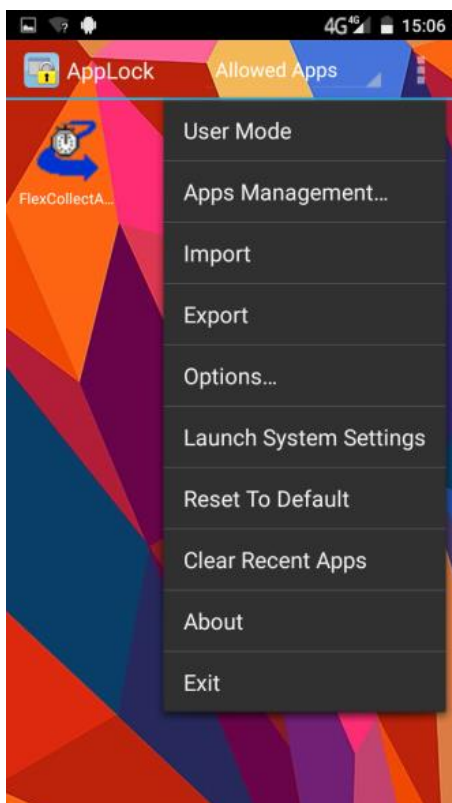 4G 4G 15:06
AppLock Allowed Apps
FlexCollectA...
User Mode
Apps Management...
Import
Export
Options...
Launch System Settings
Reset To Default
Clear Recent Apps
About
Exit